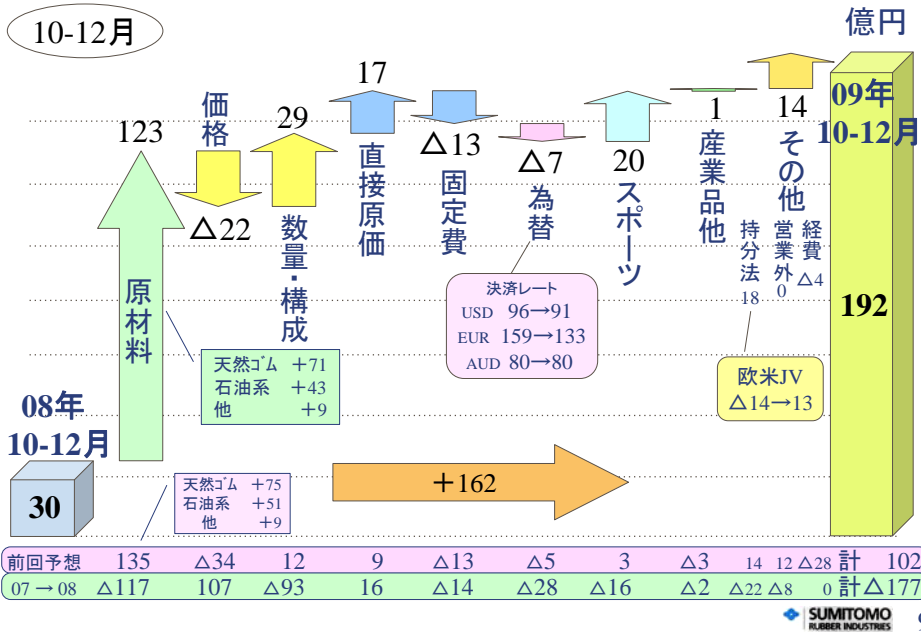 10-12月
億円
123
価格
△22
29
数量・構成
17
直接原価
△13
固定費
△7
為替
20
スポーツ
1
産業品他
14
その他
持分法
18
営業外
0
経費
△4
09年
10-12月
192
原材料
天然ゴム +71
石油系 +43
他 +9
決済レート
USD 96→91
EUR 159→133
AUD 80→80
欧米JV
△14→13
08年
10-12月
30
天然ゴム +75
石油系 +51
他 +9
+162
前回予想 135 △34 12 9 △13 △5 3 △3 14 12 △28 計 102
07→08 △117 107 △93 16 △14 △28 △16 △2 △22 △8 0 計△177
SUMITOMO
RUBBER INDUSTRIES